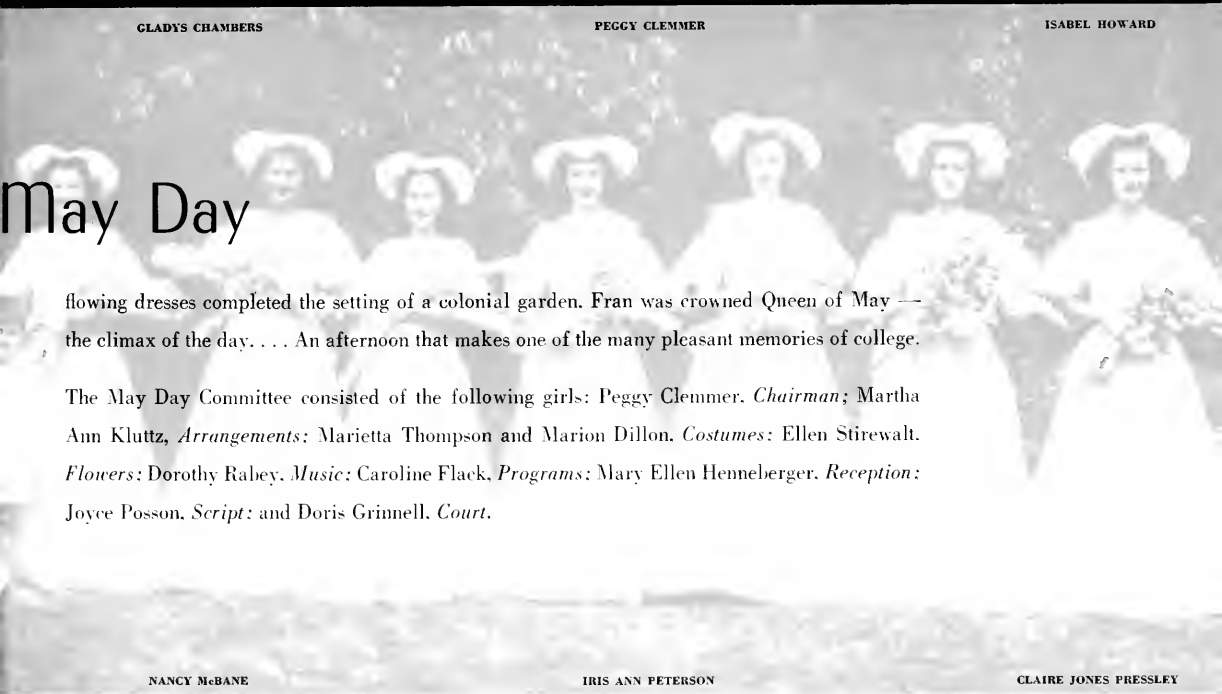 GLADYS CHAMBERS PEGGY CLEMMER ISABEL HOWARD
May Day
flowing dresses completed the setting of a colonial garden. Fran was crowned Queen of May —
the climax of the day. . . . An afternoon that makes one of the many pleasant memories of college.
The May Day Committee consisted of the following girls: Peggy Clemmer, Chairman; Martha
Ann Kluttz, Arrangements; Marietta Thompson and Marion Dillon, Costumes; Ellen Stirewalt,
Flowers; Dorothy Rabey, Music; Caroline Flack, Programs; Mary Ellen Henneberger, Reception;
Joyce Posson, Script; and Doris Grinnell, Court.
NANCY McBANE IRIS ANN PETERSON CLAIRE JONES PRESSLEY